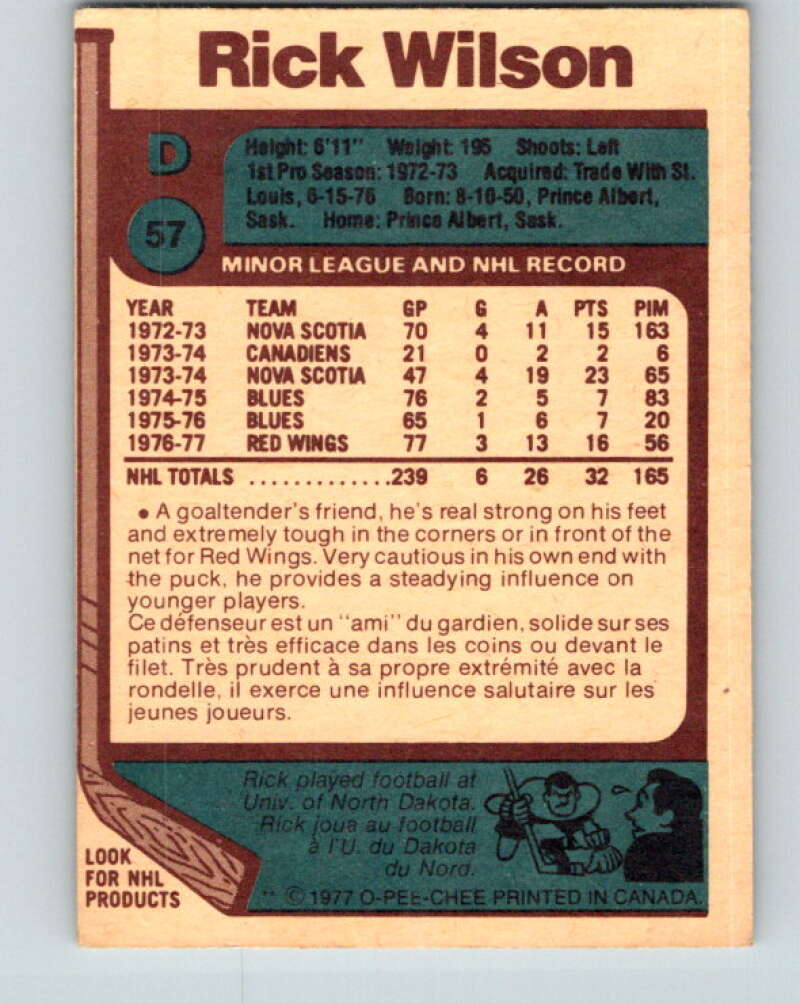 Rick Wilson
D
57
Height: 6'11" Weight: 195 Shoots: Left
1st Pro Season: 1972-73 Acquired: Trade With St.
Louis, 6-15-76 Born: 8-10-50, Prince Albert,
Sask. Home: Prince Albert, Sask.
MINOR LEAGUE AND NHL RECORD
YEAR TEAM GP G A PTS PIM
1972-73 NOVA SCOTIA 70 4 11 15 163
1973-74 CANADIENS 21 0 2 2 6
1973-74 NOVA SCOTIA 47 4 19 23 65
1974-75 BLUES 76 2 5 7 83
1975-76 BLUES 65 1 6 7 20
1976-77 RED WINGS 77 3 13 16 56
NHL TOTALS .............239 6 26 32 165
• A goaltender's friend, he's real strong on his feet
and extremely tough in the corners or in front of the
net for Red Wings. Very cautious in his own end with
the puck, he provides a steadying influence on
younger players.
Ce défenseur est un "ami" du gardien, solide sur ses
patins et très efficace dans les coins ou devant le
filet. Très prudent à sa propre extrémité avec la
rondelle, il exerce une influence salutaire sur les
jeunes joueurs.
Rick played football at
Univ. of North Dakota.
Rick joua au football
à l'U. du Dakota
du Nord.
LOOK
FOR NHL
PRODUCTS
** © 1977 O-PEE-CHEE PRINTED IN CANADA.